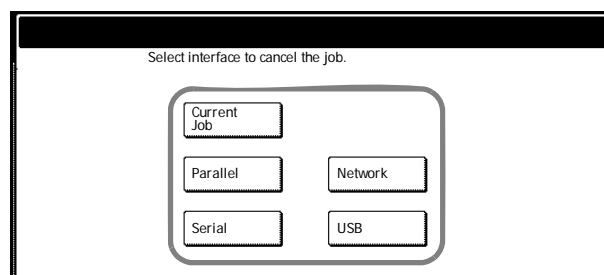 Select interface to cancel the job.
Current
Job
Parallel
Network
Serial
USB